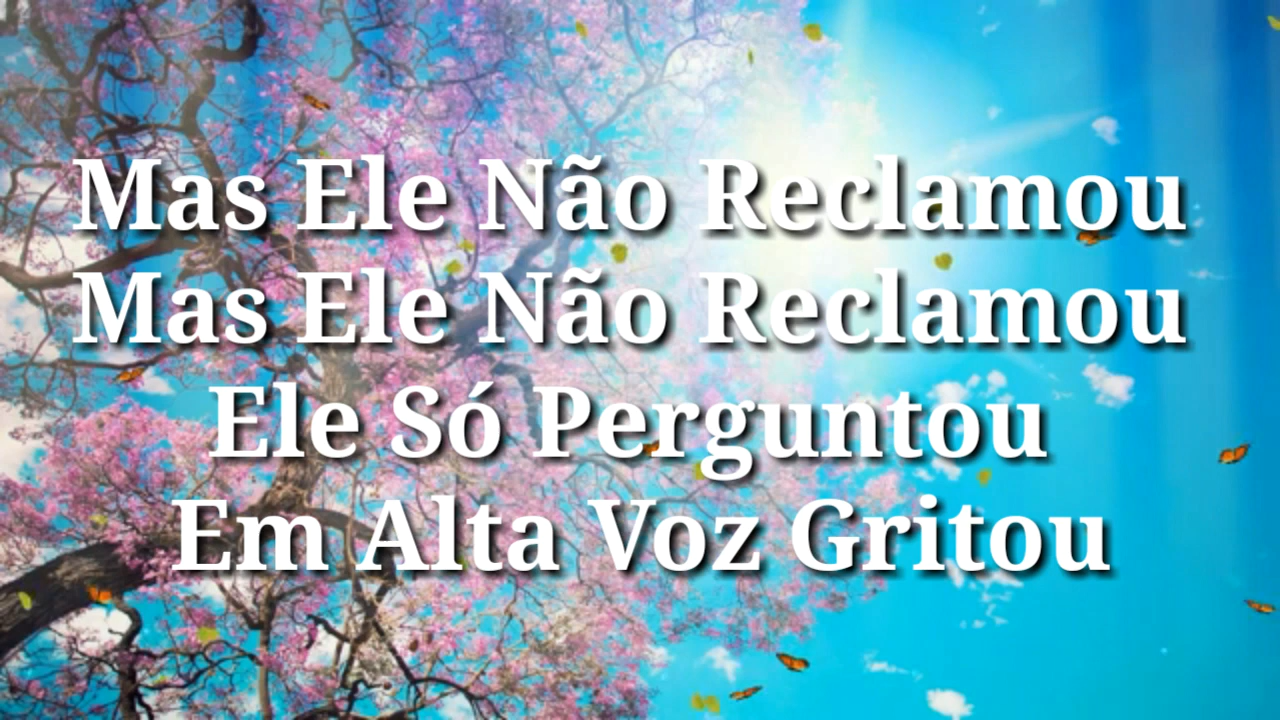 Mas Ele Não Reclamou
Mas Ele Não Reclamou
Ele Só Perguntou
Em Alta Voz Gritou